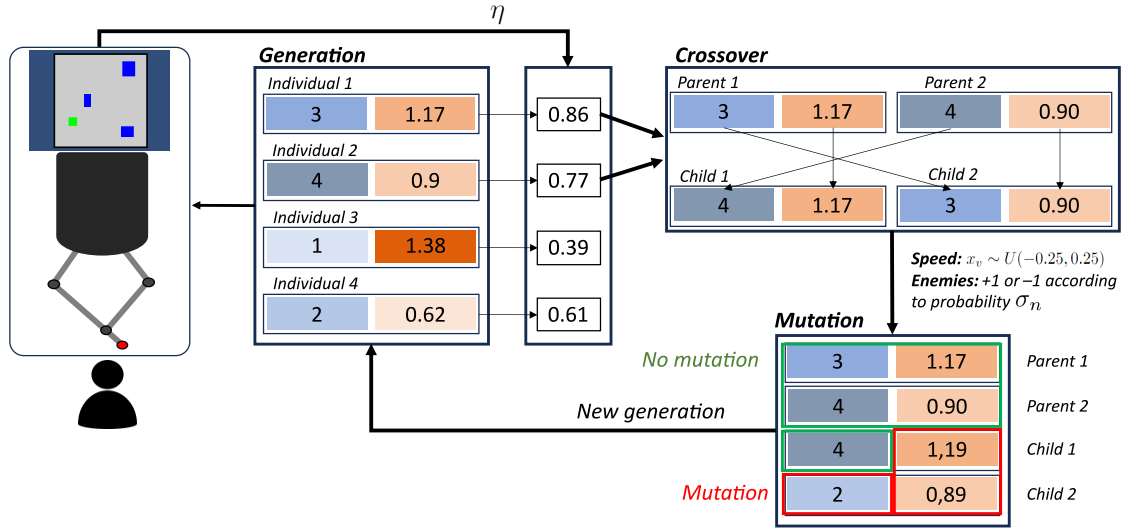 η
Generation
Individual 1
3 1.17
0.86
Individual 2
4 0.9
0.77
Individual 3
1 1.38
0.39
Individual 4
2 0.62
0.61
Crossover
Parent 1 Parent 2
3 1.17 4 0.90
Child 1 Child 2
4 1.17 3 0.90
Speed: x_v ∼ U(−0.25, 0.25)
Enemies: +1 or –1 according
to probability σ_n
Mutation
No mutation
3 1.17 Parent 1
4 0.90 Parent 2
New generation
4 1,19 Child 1
Mutation
2 0,89 Child 2